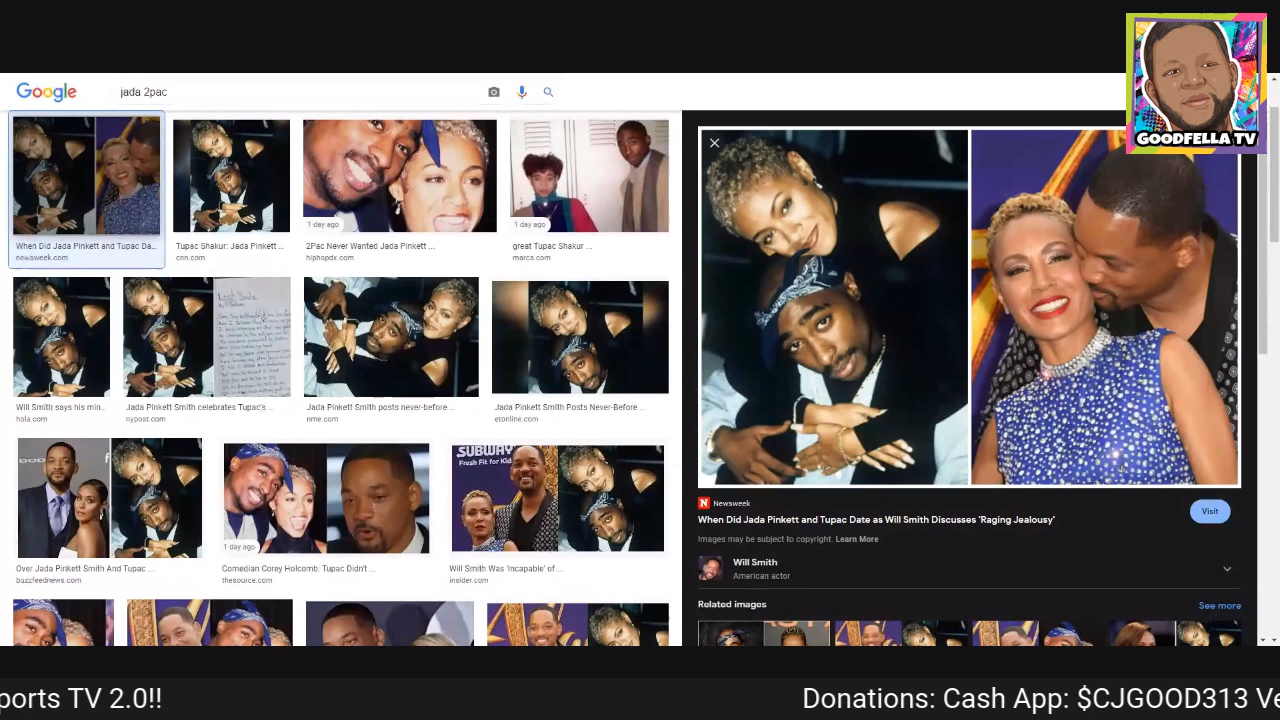 GOODFELLA TV
Google
jada 2pac
When Did Jada Pinkett and Tupac Da...
newsweek.com
Tupac Shakur: Jada Pinkett ...
cnn.com
1 day ago
2Pac Never Wanted Jada Pinkett ...
hiphopdx.com
1 day ago
great Tupac Shakur ...
marca.com
Will Smith says his min...
hola.com
Jada Pinkett Smith celebrates Tupac's ...
nypost.com
Jada Pinkett Smith posts never-before ...
nme.com
Jada Pinkett Smith Posts Never-Before ...
etonline.com
Over Jada Pinkett Smith And Tupac ...
buzzfeednews.com
1 day ago
Comedian Corey Holcomb: Tupac Didn't ...
thesource.com
SUBWAY
Fresh Fit for Kids
Will Smith Was 'Incapable' of ...
insider.com
N Newsweek
When Did Jada Pinkett and Tupac Date as Will Smith Discusses 'Raging Jealousy'
Visit
Images may be subject to copyright. Learn More
Will Smith
American actor
Related images
See more
ports TV 2.0!!
Donations: Cash App: $CJGOOD313 Ve